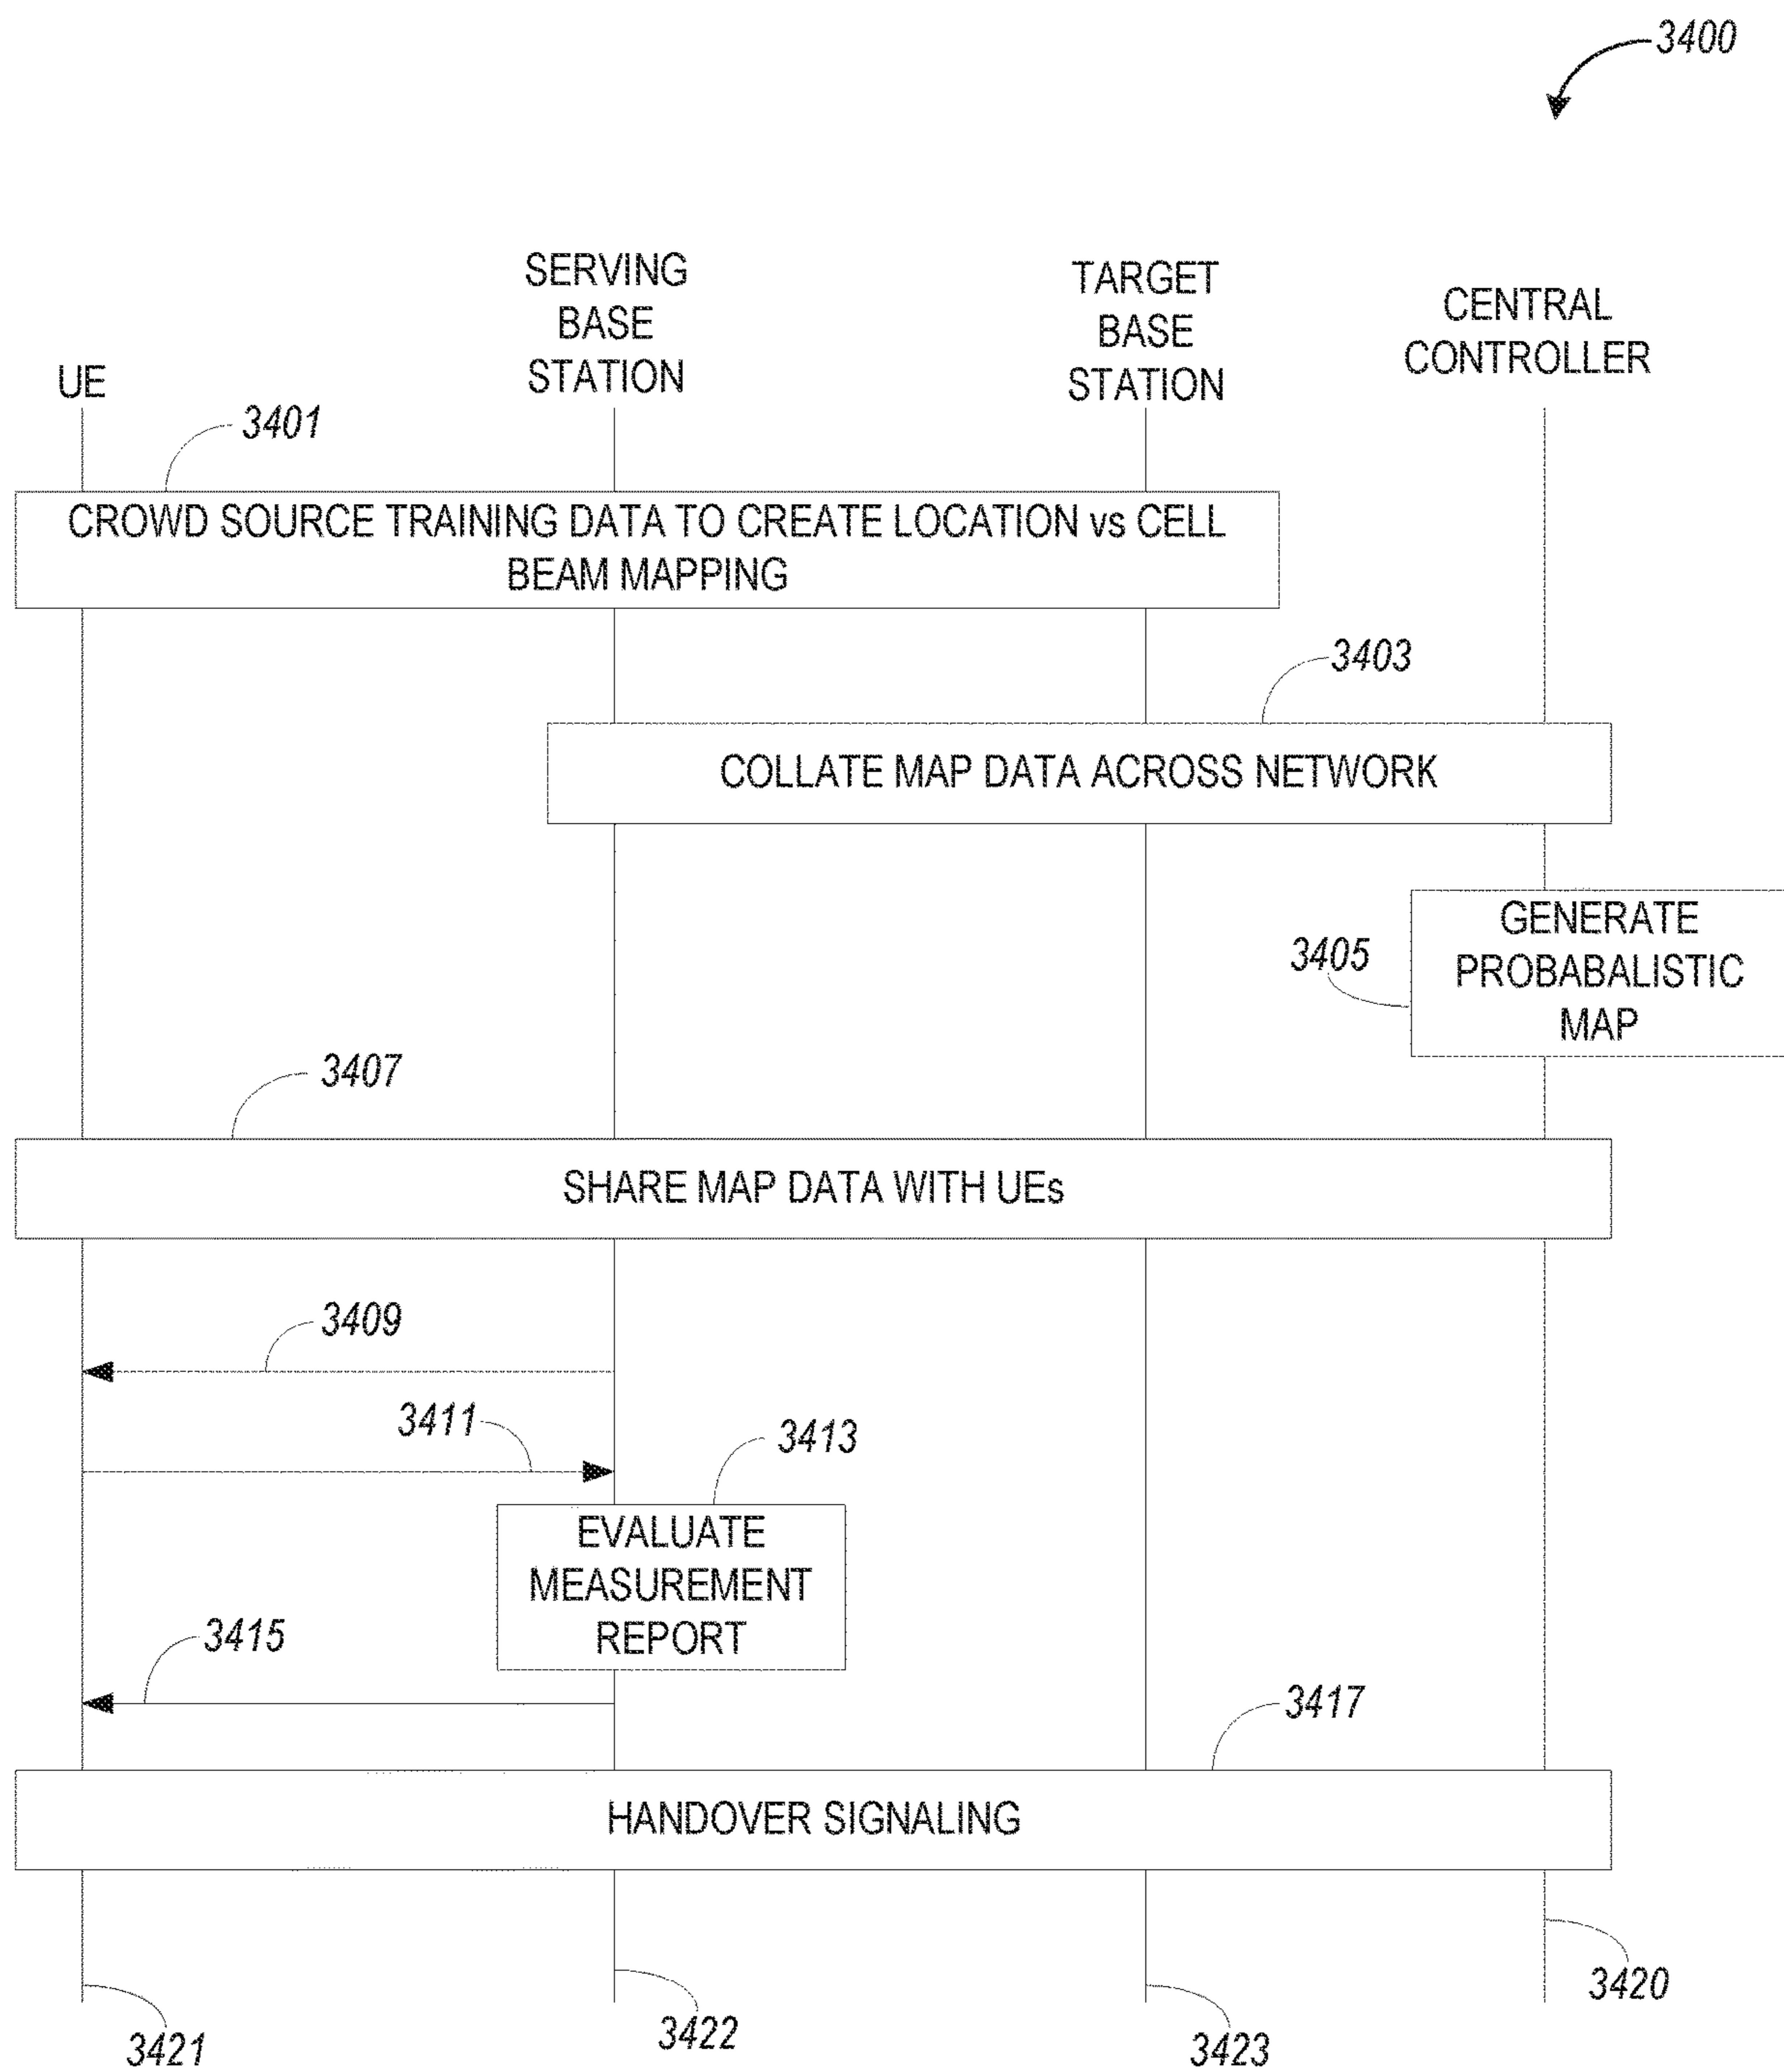 3400
SERVING
BASE
STATION
TARGET
BASE
STATION
CENTRAL
CONTROLLER
UE
3401
CROWD SOURCE TRAINING DATA TO CREATE LOCATION vs CELL
BEAM MAPPING
3403
COLLATE MAP DATA ACROSS NETWORK
GENERATE
PROBABALISTIC
MAP
3405
3407
SHARE MAP DATA WITH UEs
3409
3411
3413
EVALUATE
MEASUREMENT
REPORT
3415
3417
HANDOVER SIGNALING
3420
3421
3422
3423